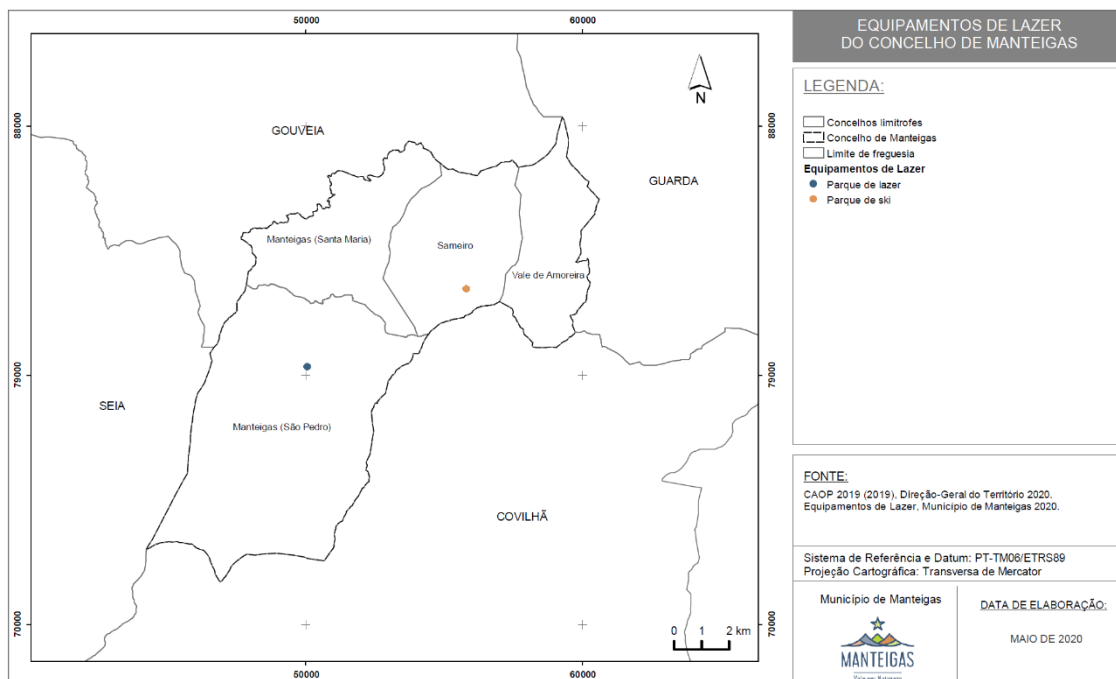 50000
60000
EQUIPAMENTOS DE LAZER
DO CONCELHO DE MANTEIGAS
LEGENDA:
Concelhos limítrofes
Concelho de Manteigas
Limite de freguesia
Equipamentos de Lazer
Parque de lazer
Parque de ski
N
88000
88000
GOUVEIA
GUARDA
Manteigas (Santa Maria)
Sameiro
Vale de Amoreira
79000
79000
SEIA
Manteigas (São Pedro)
COVILHÃ
70000
70000
0 1 2 km
50000
60000
FONTE:
CAOP 2019 (2019), Direção-Geral do Território 2020.
Equipamentos de Lazer, Município de Manteigas 2020.
Sistema de Referência e Datum: PT-TM06/ETRS89
Projeção Cartográfica: Transversa de Mercator
Município de Manteigas
MANTEIGAS
DATA DE ELABORAÇÃO:
MAIO DE 2020